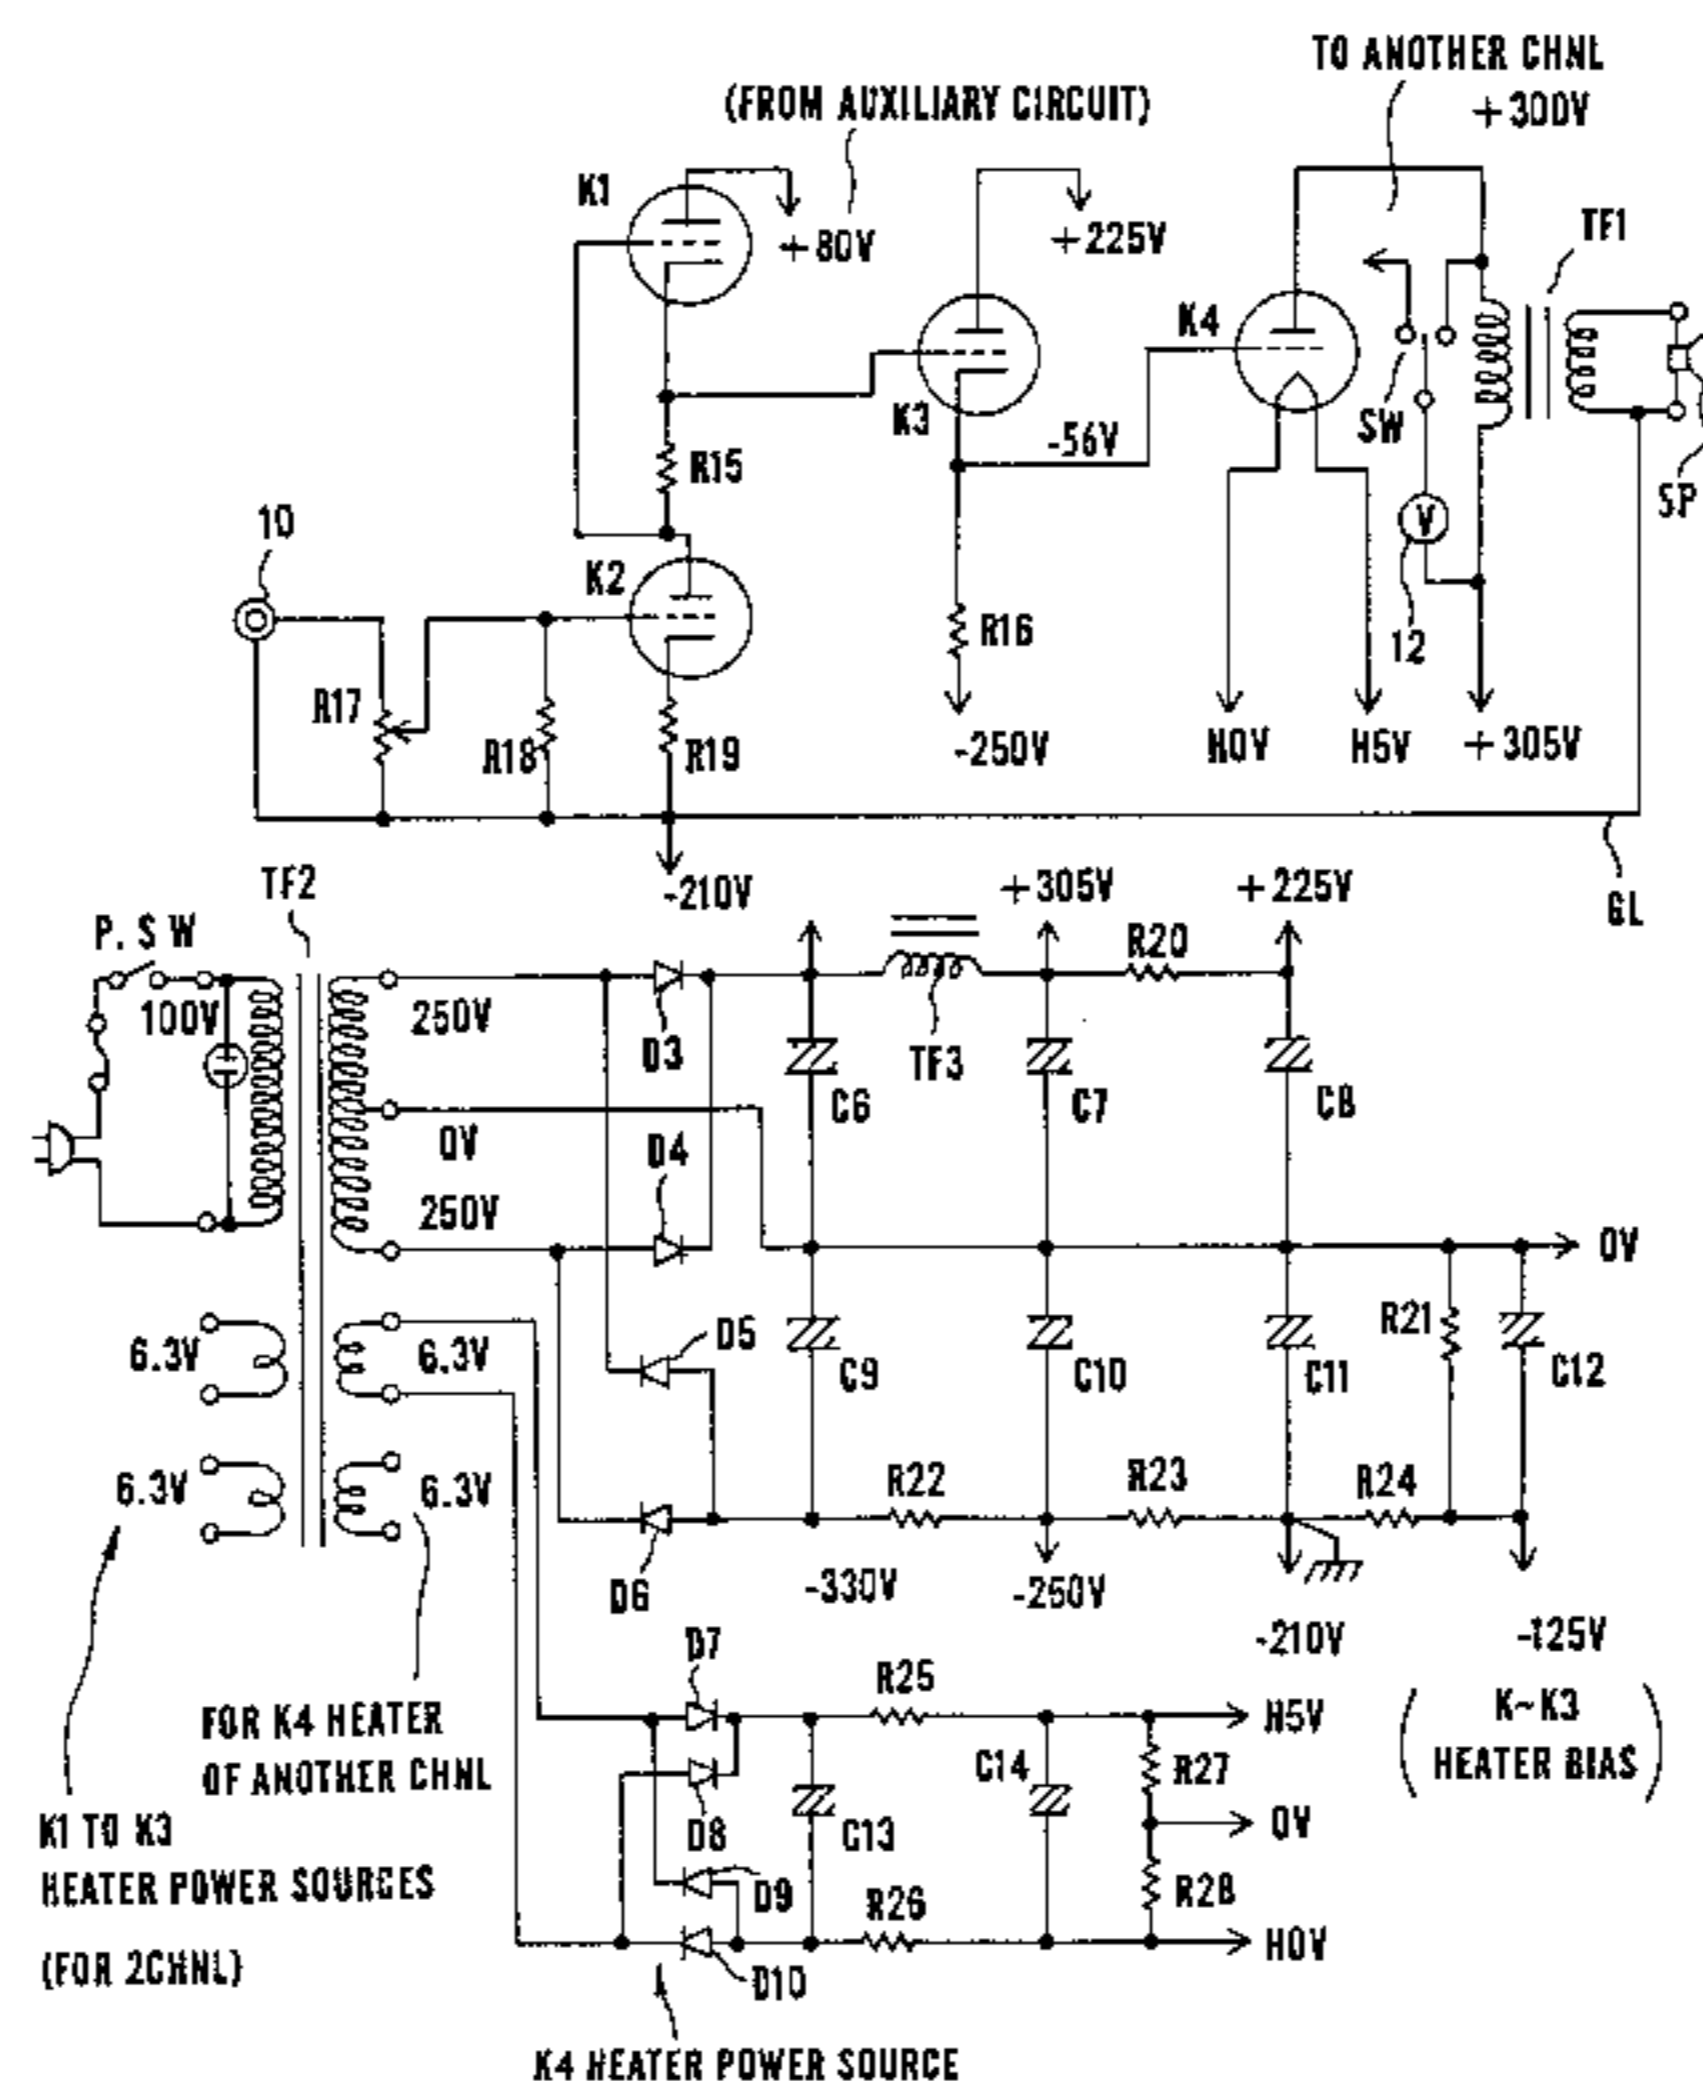 TO ANOTHER CHNL
(FROM AUXILIARY CIRCUIT)
+300V
K1
+80V
+225V
TF1
K4
K3
SW
-56V
R15
SP
10
V
K2
R16
12
R17
R18
R19
-250V
H0V
H5V
+305V
-210V
TF2
+305V
+225V
GL
P. S W
R20
100V
250V
D3
TF3
C6
C7
C8
0V
D4
250V
0V
6.3V
6.3V
D5
C9
C10
C11
R21
C12
6.3V
6.3V
R22
R23
R24
D6
-330V
-250V
-210V
-125V
D7
R25
FOR K4 HEATER
OF ANOTHER CHNL
H5V
(K~K3
HEATER BIAS)
C14
R27
K1 TO K3
HEATER POWER SOURCES
(FOR 2CHNL)
D8
C13
0V
D9
R26
R28
H0V
D10
K4 HEATER POWER SOURCE